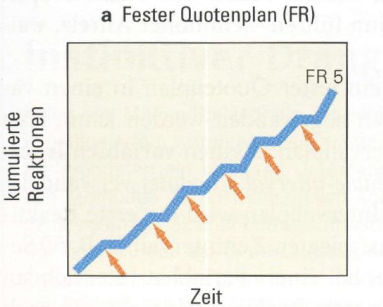 a Fester Quotenplan (FR)
FR 5
kumulierte
Reaktionen
Zeit